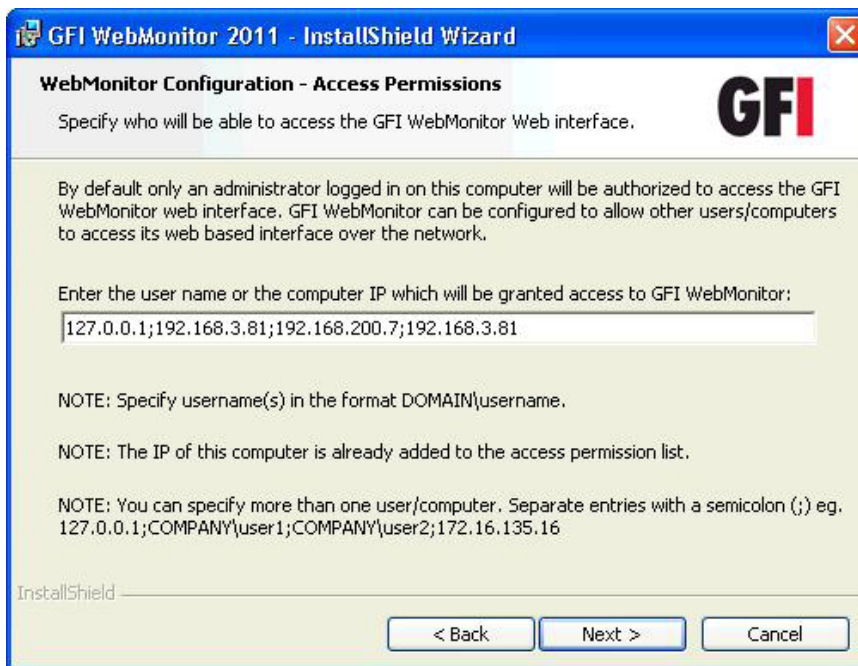 GFI WebMonitor 2011 - InstallShield Wizard
WebMonitor Configuration - Access Permissions
Specify who will be able to access the GFI WebMonitor Web interface.
GFI
By default only an administrator logged in on this computer will be authorized to access the GFI
WebMonitor web interface. GFI WebMonitor can be configured to allow other users/computers
to access its web based interface over the network.
Enter the user name or the computer IP which will be granted access to GFI WebMonitor:
127.0.0.1;192.168.3.81;192.168.200.7;192.168.3.81
NOTE: Specify username(s) in the format DOMAIN\username.
NOTE: The IP of this computer is already added to the access permission list.
NOTE: You can specify more than one user/computer. Separate entries with a semicolon (;) eg.
127.0.0.1;COMPANY\user1;COMPANY\user2;172.16.135.16
InstallShield
< Back
Next >
Cancel